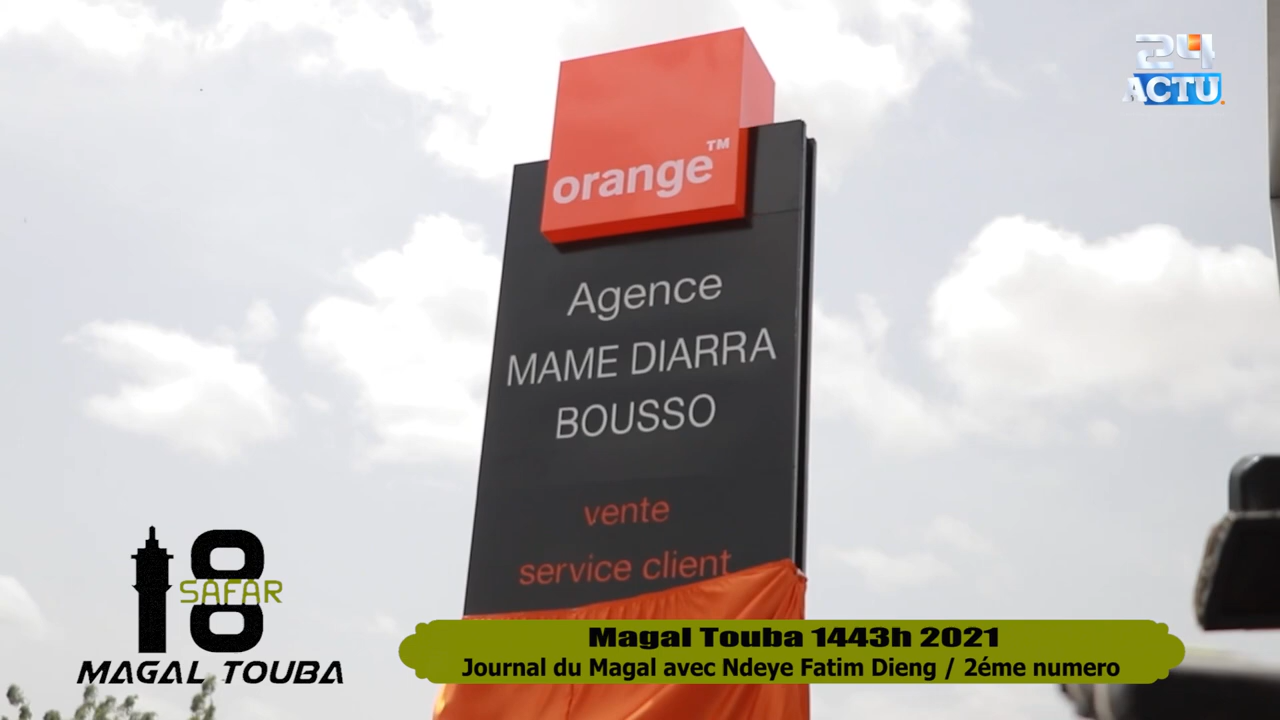 24
ACTU
orange™
Agence
MAME DIARRA
BOUSSO
vente
service client
18
SAFAR
MAGAL TOUBA
Magal Touba 1443h 2021
Journal du Magal avec Ndeye Fatim Dieng / 2éme numero